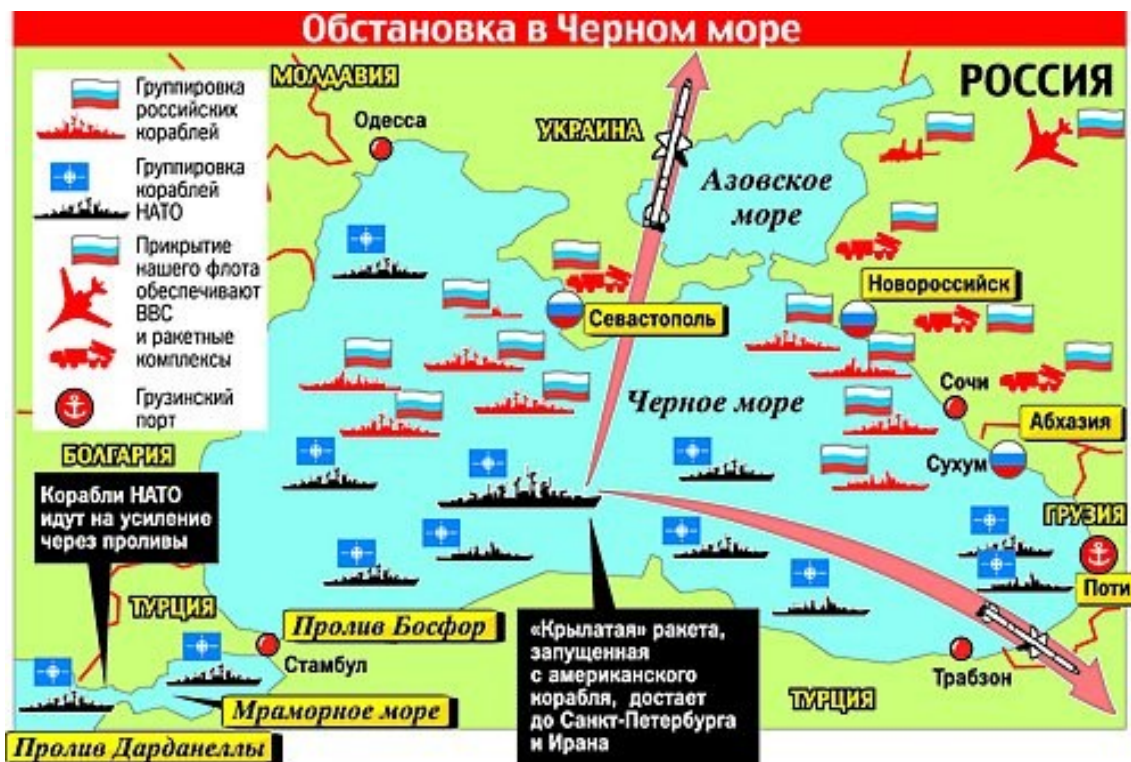 Обстановка в Черном море
Группировка
российских
кораблей
Группировка
кораблей
НАТО
Прикрытие
нашего флота
обеспечивают
ВВС
и ракетные
комплексы
Грузинский
порт
МОЛДАВИЯ
Одесса
УКРАИНА
РОССИЯ
Азовское
море
Новороссийск
Севастополь
Черное море
Сочи
Абхазия
Сухум
БОЛГАРИЯ
Корабли НАТО
идут на усиление
через проливы
ГРУЗИЯ
Поти
ТУРЦИЯ
Пролив Босфор
Стамбул
Мраморное море
Пролив Дарданеллы
«Крылатая» ракета,
запущенная
с американского
корабля, достает
до Санкт-Петербурга
и Ирана
Трабзон
ТУРЦИЯ